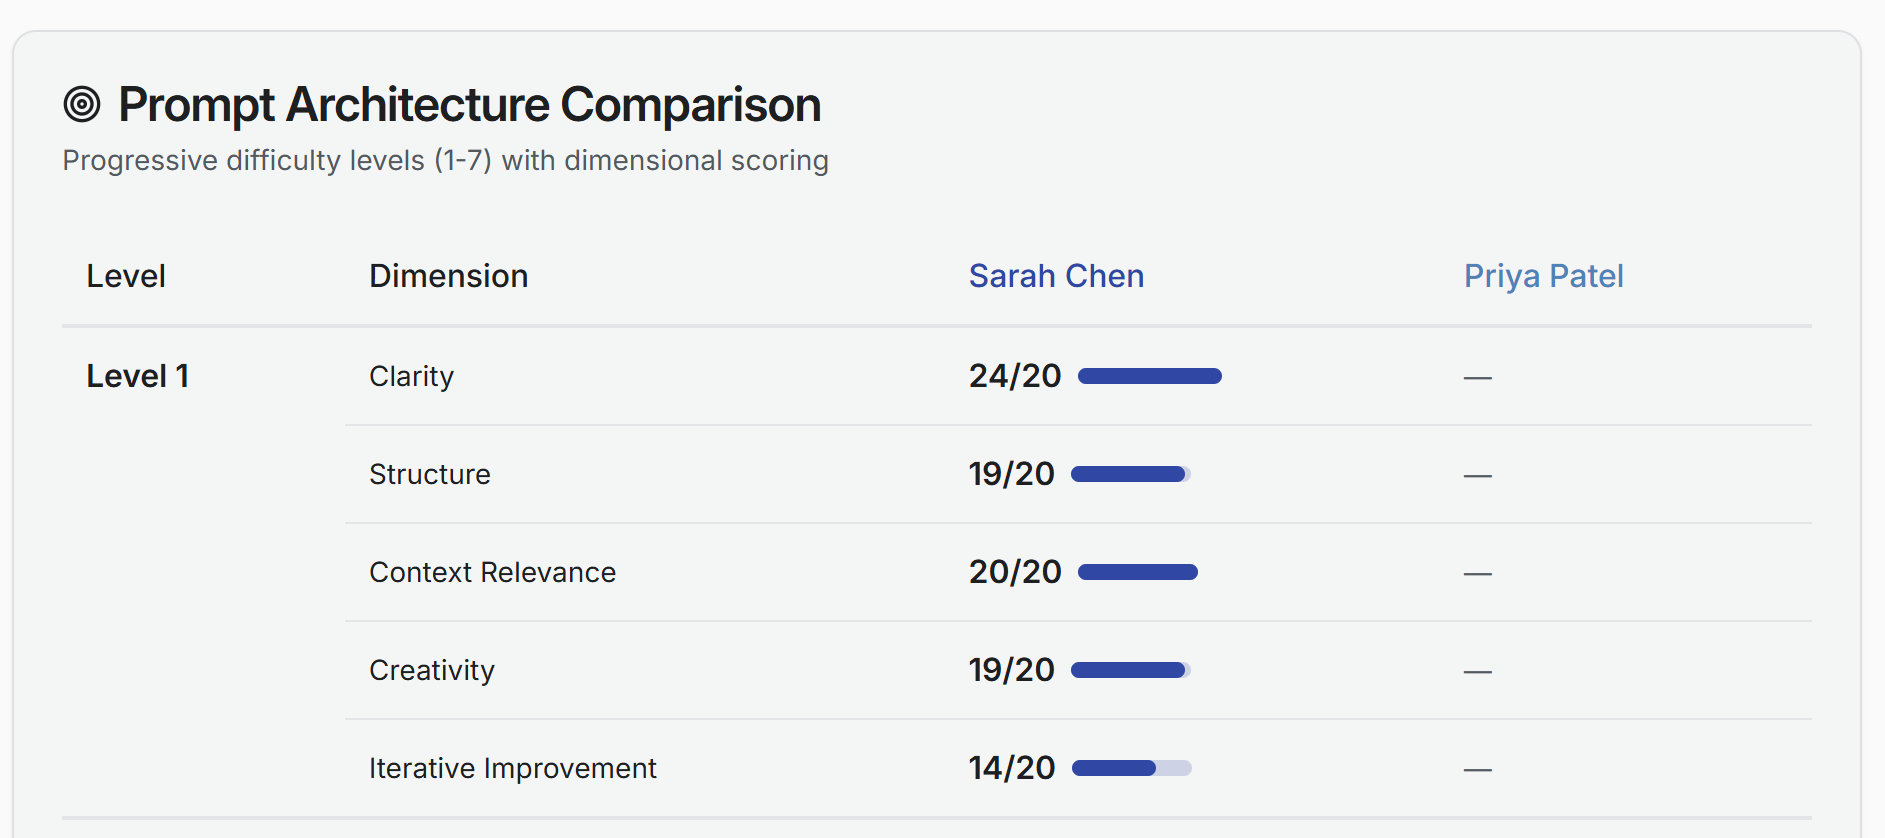 Prompt Architecture Comparison
Progressive difficulty levels (1-7) with dimensional scoring
Level Dimension Sarah Chen Priya Patel
Level 1 Clarity 24/20 —
Structure 19/20 —
Context Relevance 20/20 —
Creativity 19/20 —
Iterative Improvement 14/20 —